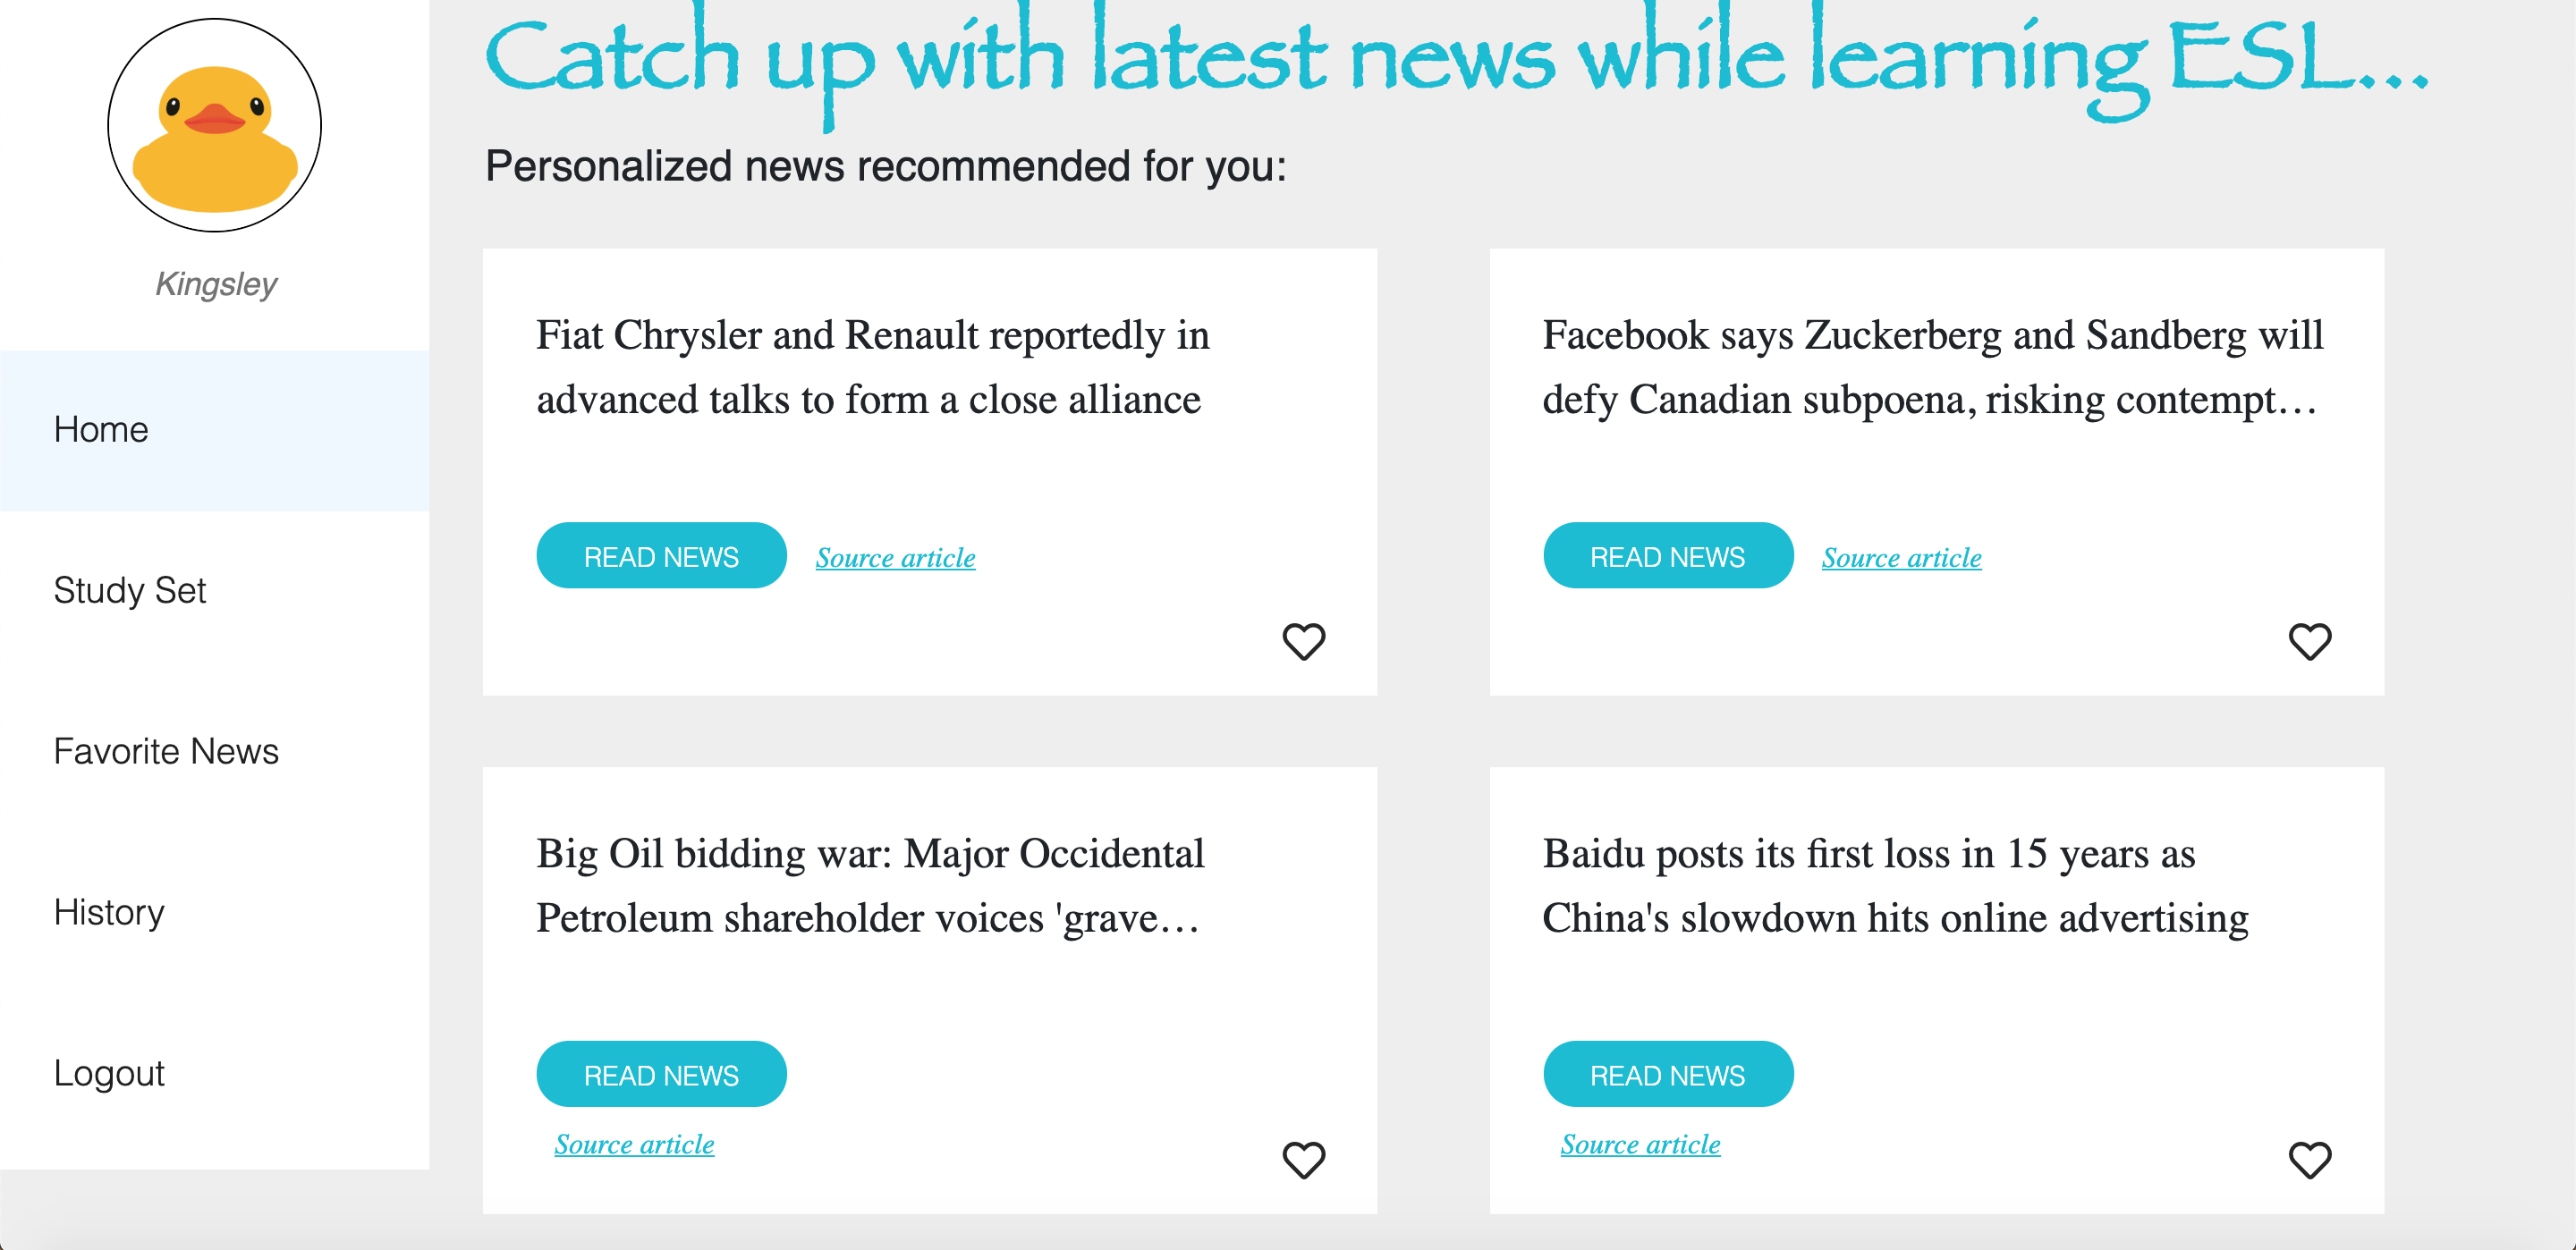 Catch up with latest news while learning ESL...
Personalized news recommended for you:
Kingsley
Home
Study Set
Favorite News
History
Logout
Fiat Chrysler and Renault reportedly in
advanced talks to form a close alliance
READ NEWS Source article
Facebook says Zuckerberg and Sandberg will
defy Canadian subpoena, risking contempt…
READ NEWS Source article
Big Oil bidding war: Major Occidental
Petroleum shareholder voices 'grave…
READ NEWS
Source article
Baidu posts its first loss in 15 years as
China's slowdown hits online advertising
READ NEWS
Source article